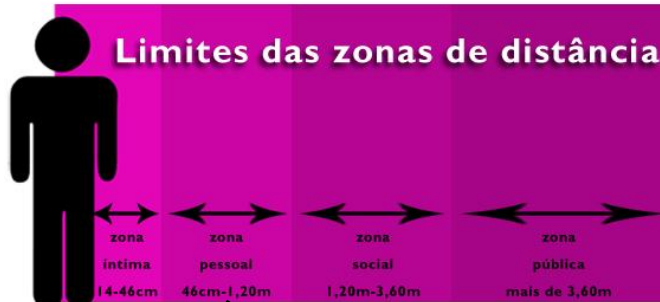 Limites das zonas de distância
zona
íntima
14-46cm
zona
pessoal
46cm-1,20m
zona
social
1,20m-3,60m
zona
pública
mais de 3,60m